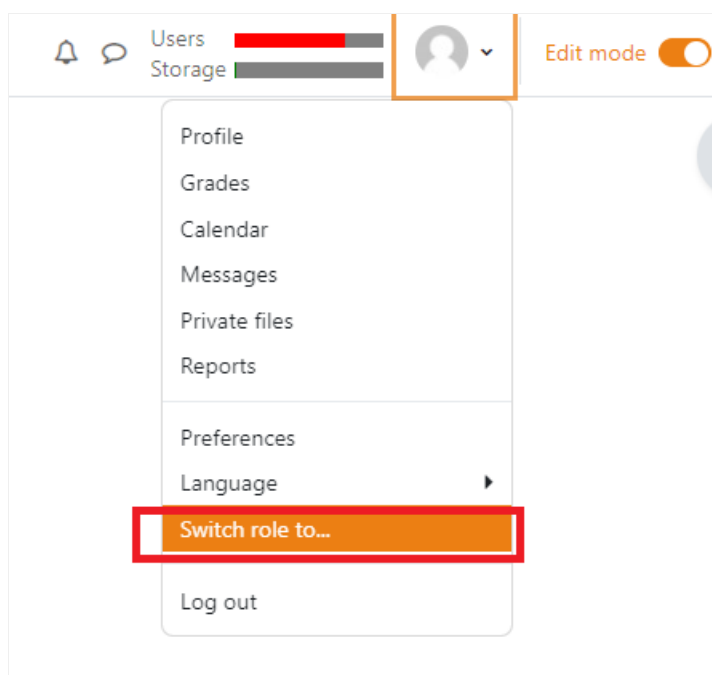 Users
Storage
Edit mode
Profile
Grades
Calendar
Messages
Private files
Reports
Preferences
Language
Switch role to...
Log out